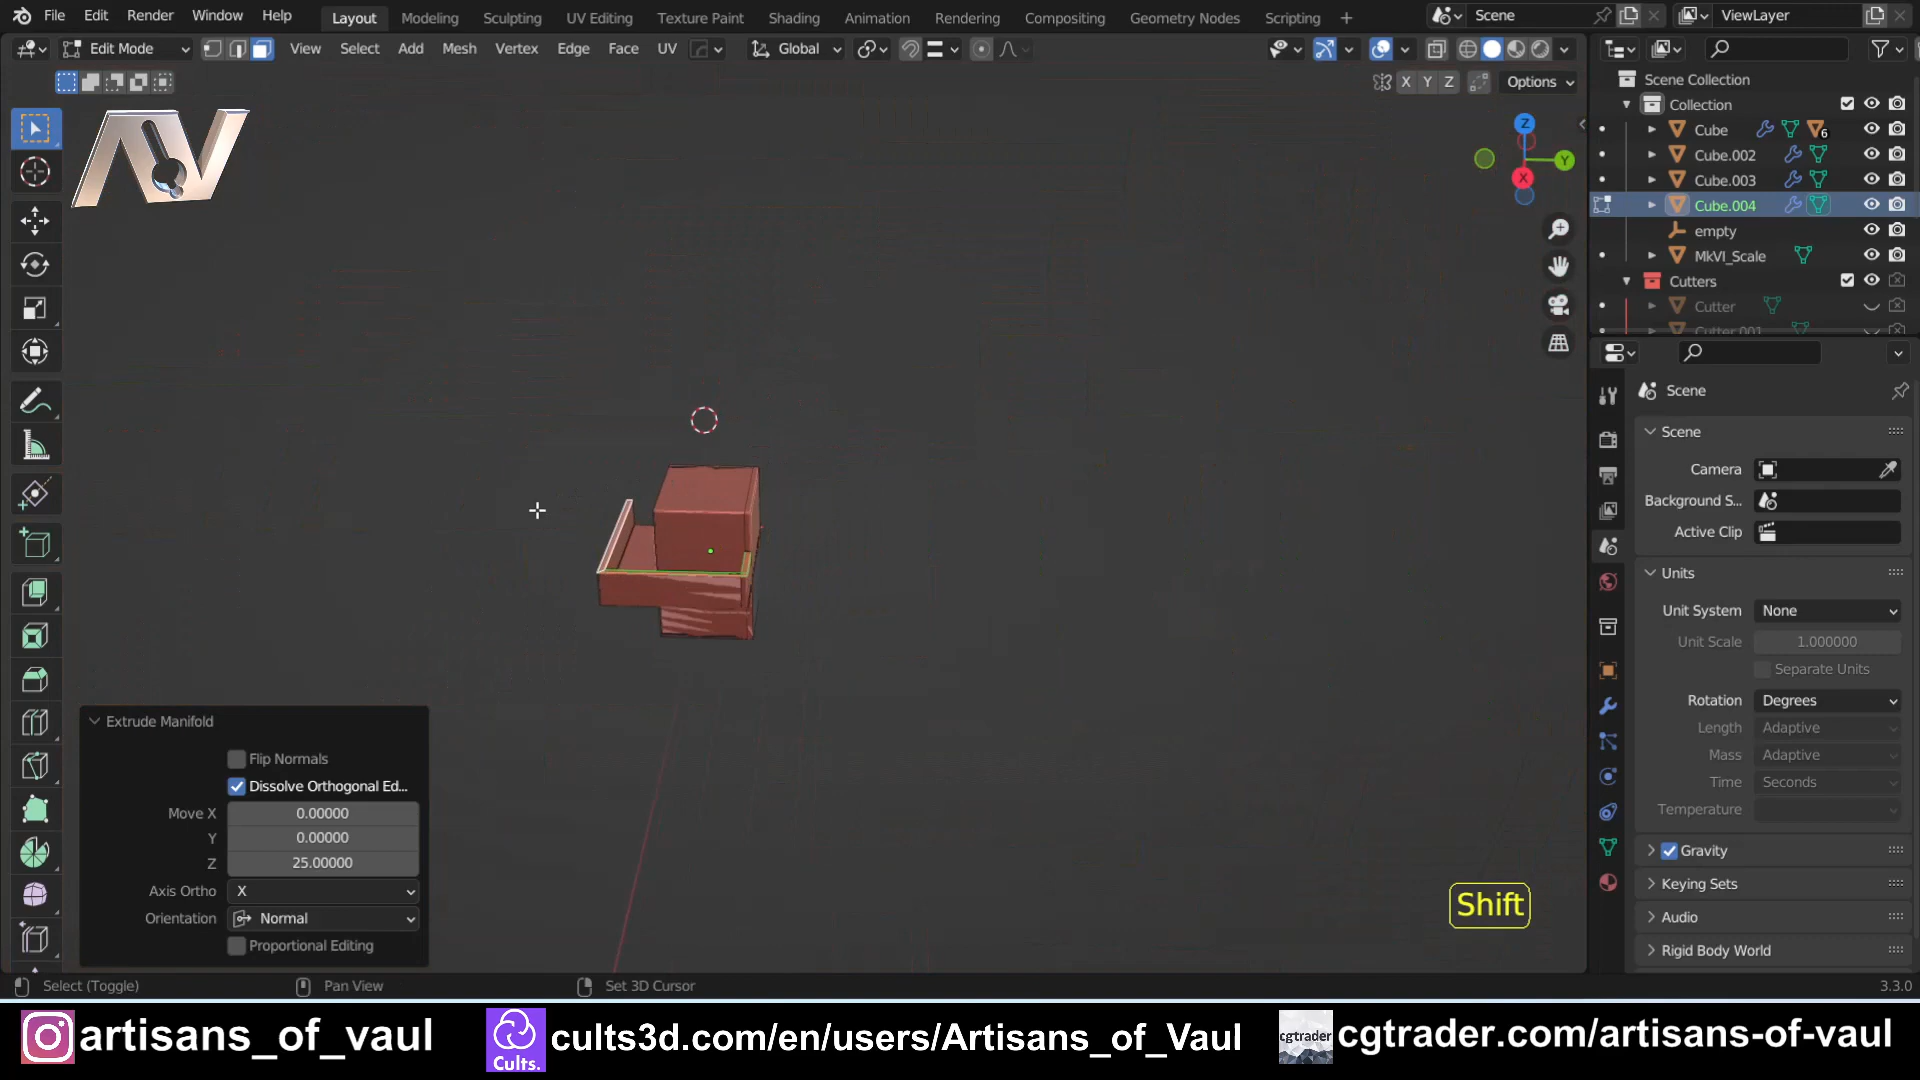 File Edit Render Window Help Layout Modeling Sculpting UV Editing Texture Paint Shading Animation Rendering Compositing Geometry Nodes Scripting + Scene ViewLayer
Edit Mode View Select Add Mesh Vertex Edge Face UV Global
X Y Z Options
Scene Collection
Collection
Cube 6
Cube.002
Cube.003
Cube.004
empty
MkVI_Scale
Cutters
Cutter
Cutter.001
Z
Y
X
Scene
Scene
Camera
Background S...
Active Clip
Units
Unit System None
Unit Scale 1.000000
Separate Units
Rotation Degrees
Length Adaptive
Mass Adaptive
Time Seconds
Temperature
Gravity
Keying Sets
Audio
Rigid Body World
Extrude Manifold
Flip Normals
Dissolve Orthogonal Ed...
Move X 0.00000
Y 0.00000
Z 25.00000
Axis Ortho X
Orientation Normal
Proportional Editing
Shift
Select (Toggle) Pan View Set 3D Cursor 3.3.0
artisans_of_vaul Cults. cults3d.com/en/users/Artisans_of_Vaul cgtrader cgtrader.com/artisans-of-vaul